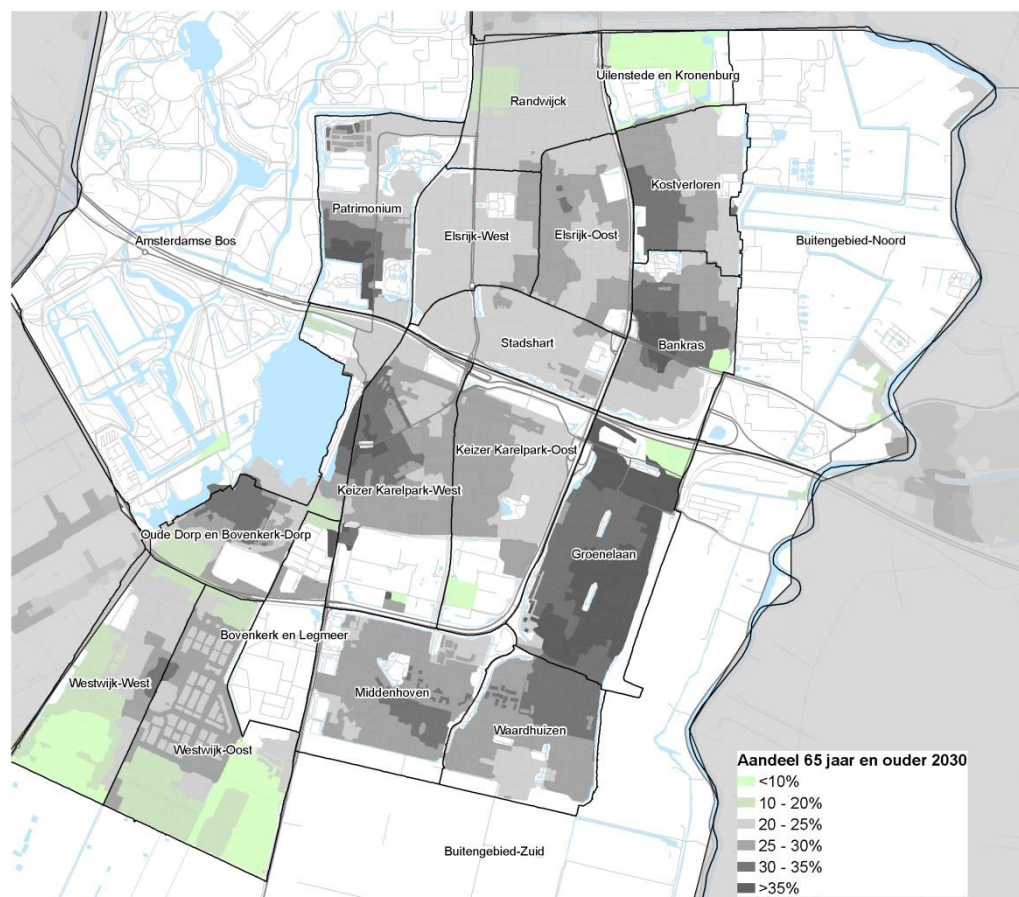 Uilenstede en Kronenburg
Randwijck
Kostverloren
Patrimonium
Elsrijk-West
Elsrijk-Oost
Amsterdamse Bos
Buitengebied-Noord
Stadshart
Bankras
Keizer Karelpark-Oost
Keizer Karelpark-West
Oude Dorp en Bovenkerk-Dorp
Groenelaan
Bovenkerk en Legmeer
Westwijk-West
Middenhoven
Waardhuizen
Westwijk-Oost
Buitengebied-Zuid
Aandeel 65 jaar en ouder 2030
<10%
10 - 20%
20 - 25%
25 - 30%
30 - 35%
>35%